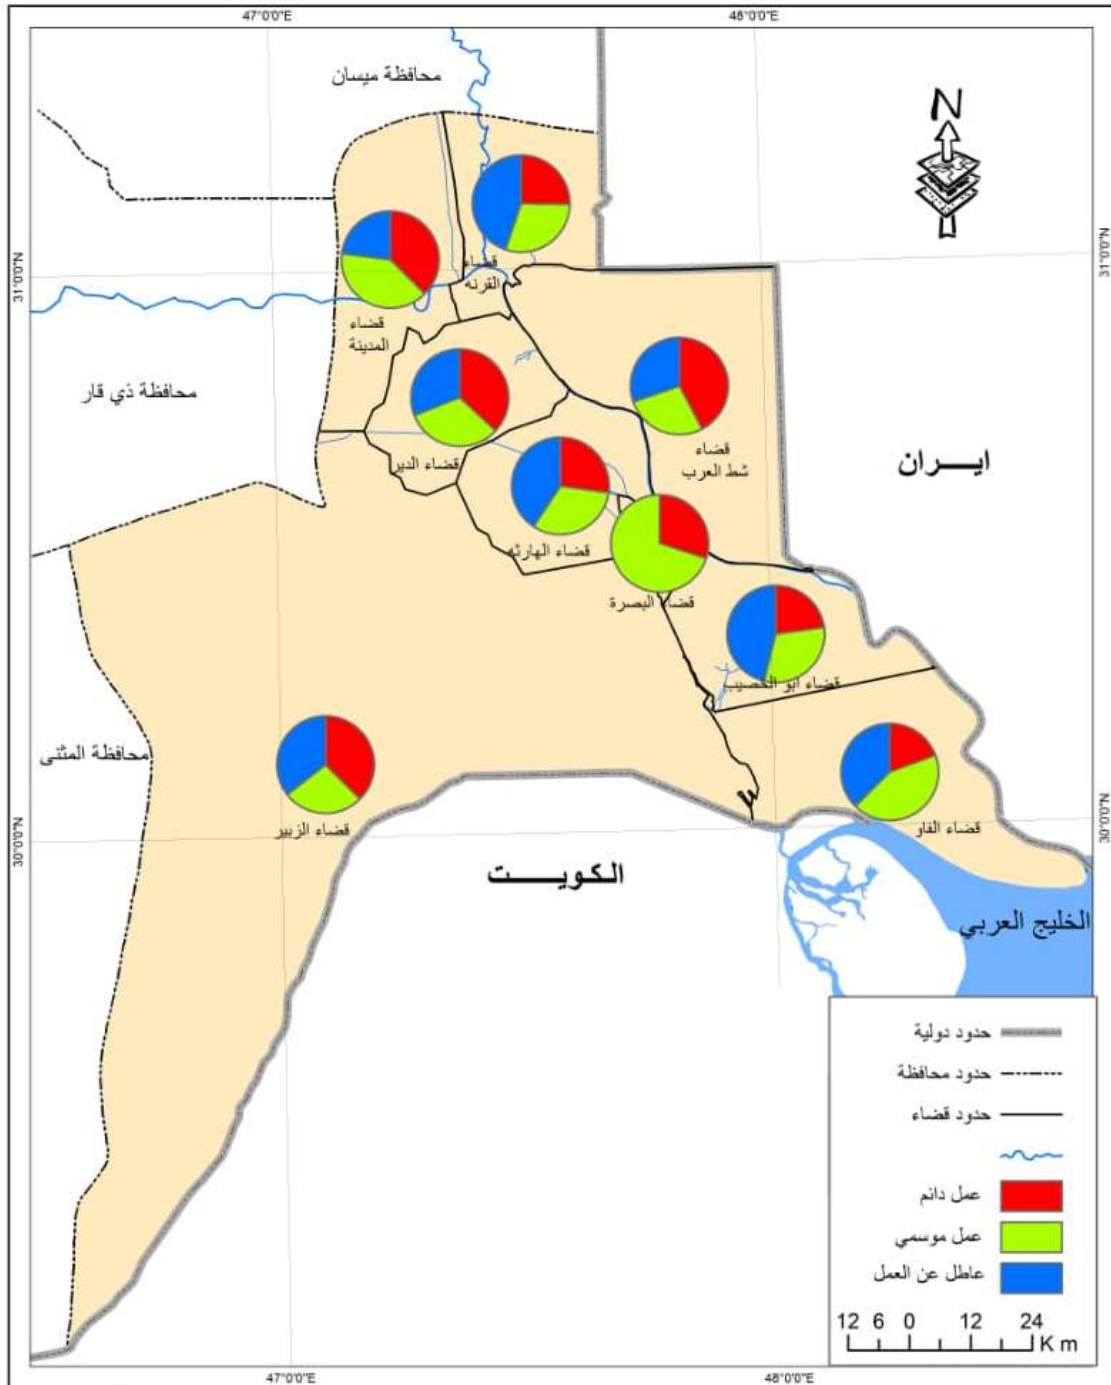 47°0'0"E
48°0'0"E
محافظة ميسان
N
31°0'0"N
31°0'0"N
قضاء
القرنه
قضاء
المدينة
محافظة ذي قار
قضاء الدير
قضاء
شط العرب
ايـــران
قضاء الهارثه
قضاء البصرة
قضاء ابو الخصيب
محافظة المثنى
قضاء الزبير
قضاء الفاو
30°0'0"N
30°0'0"N
الكويـــت
الخليج العربي
حدود دولية
حدود محافظة
حدود قضاء
عمل دائم
عمل موسمي
عاطل عن العمل
12 6 0 12 24
K m
47°0'0"E
48°0'0"E